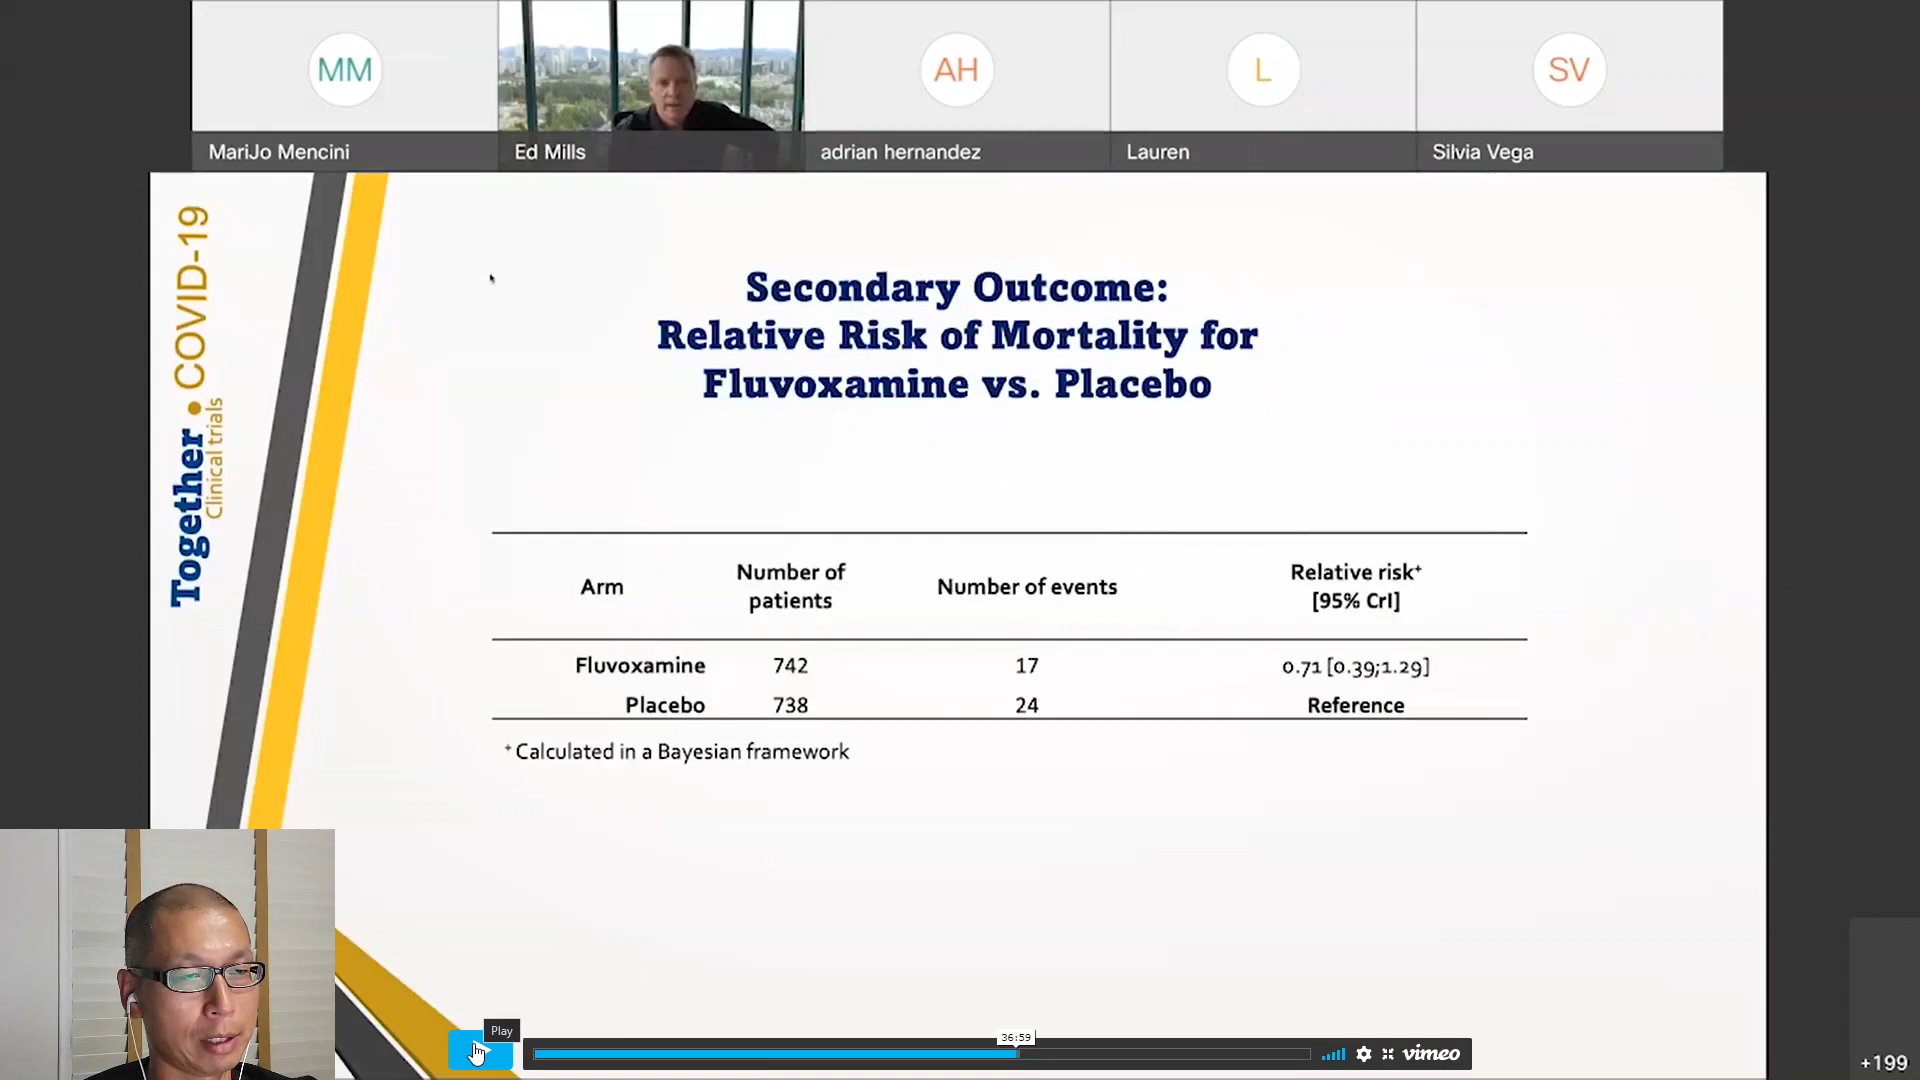 MM
AH
L
SV
MariJo Mencini
Ed Mills
adrian hernandez
Lauren
Silvia Vega
Together • COVID-19
Clinical trials
Secondary Outcome:
Relative Risk of Mortality for
Fluvoxamine vs. Placebo
Arm
Number of
patients
Number of events
Relative risk⁺
[95% CrI]
Fluvoxamine 742 17 0.71 [0.39;1.29]
Placebo 738 24 Reference
⁺ Calculated in a Bayesian framework
Play
36:59
vimeo
+199